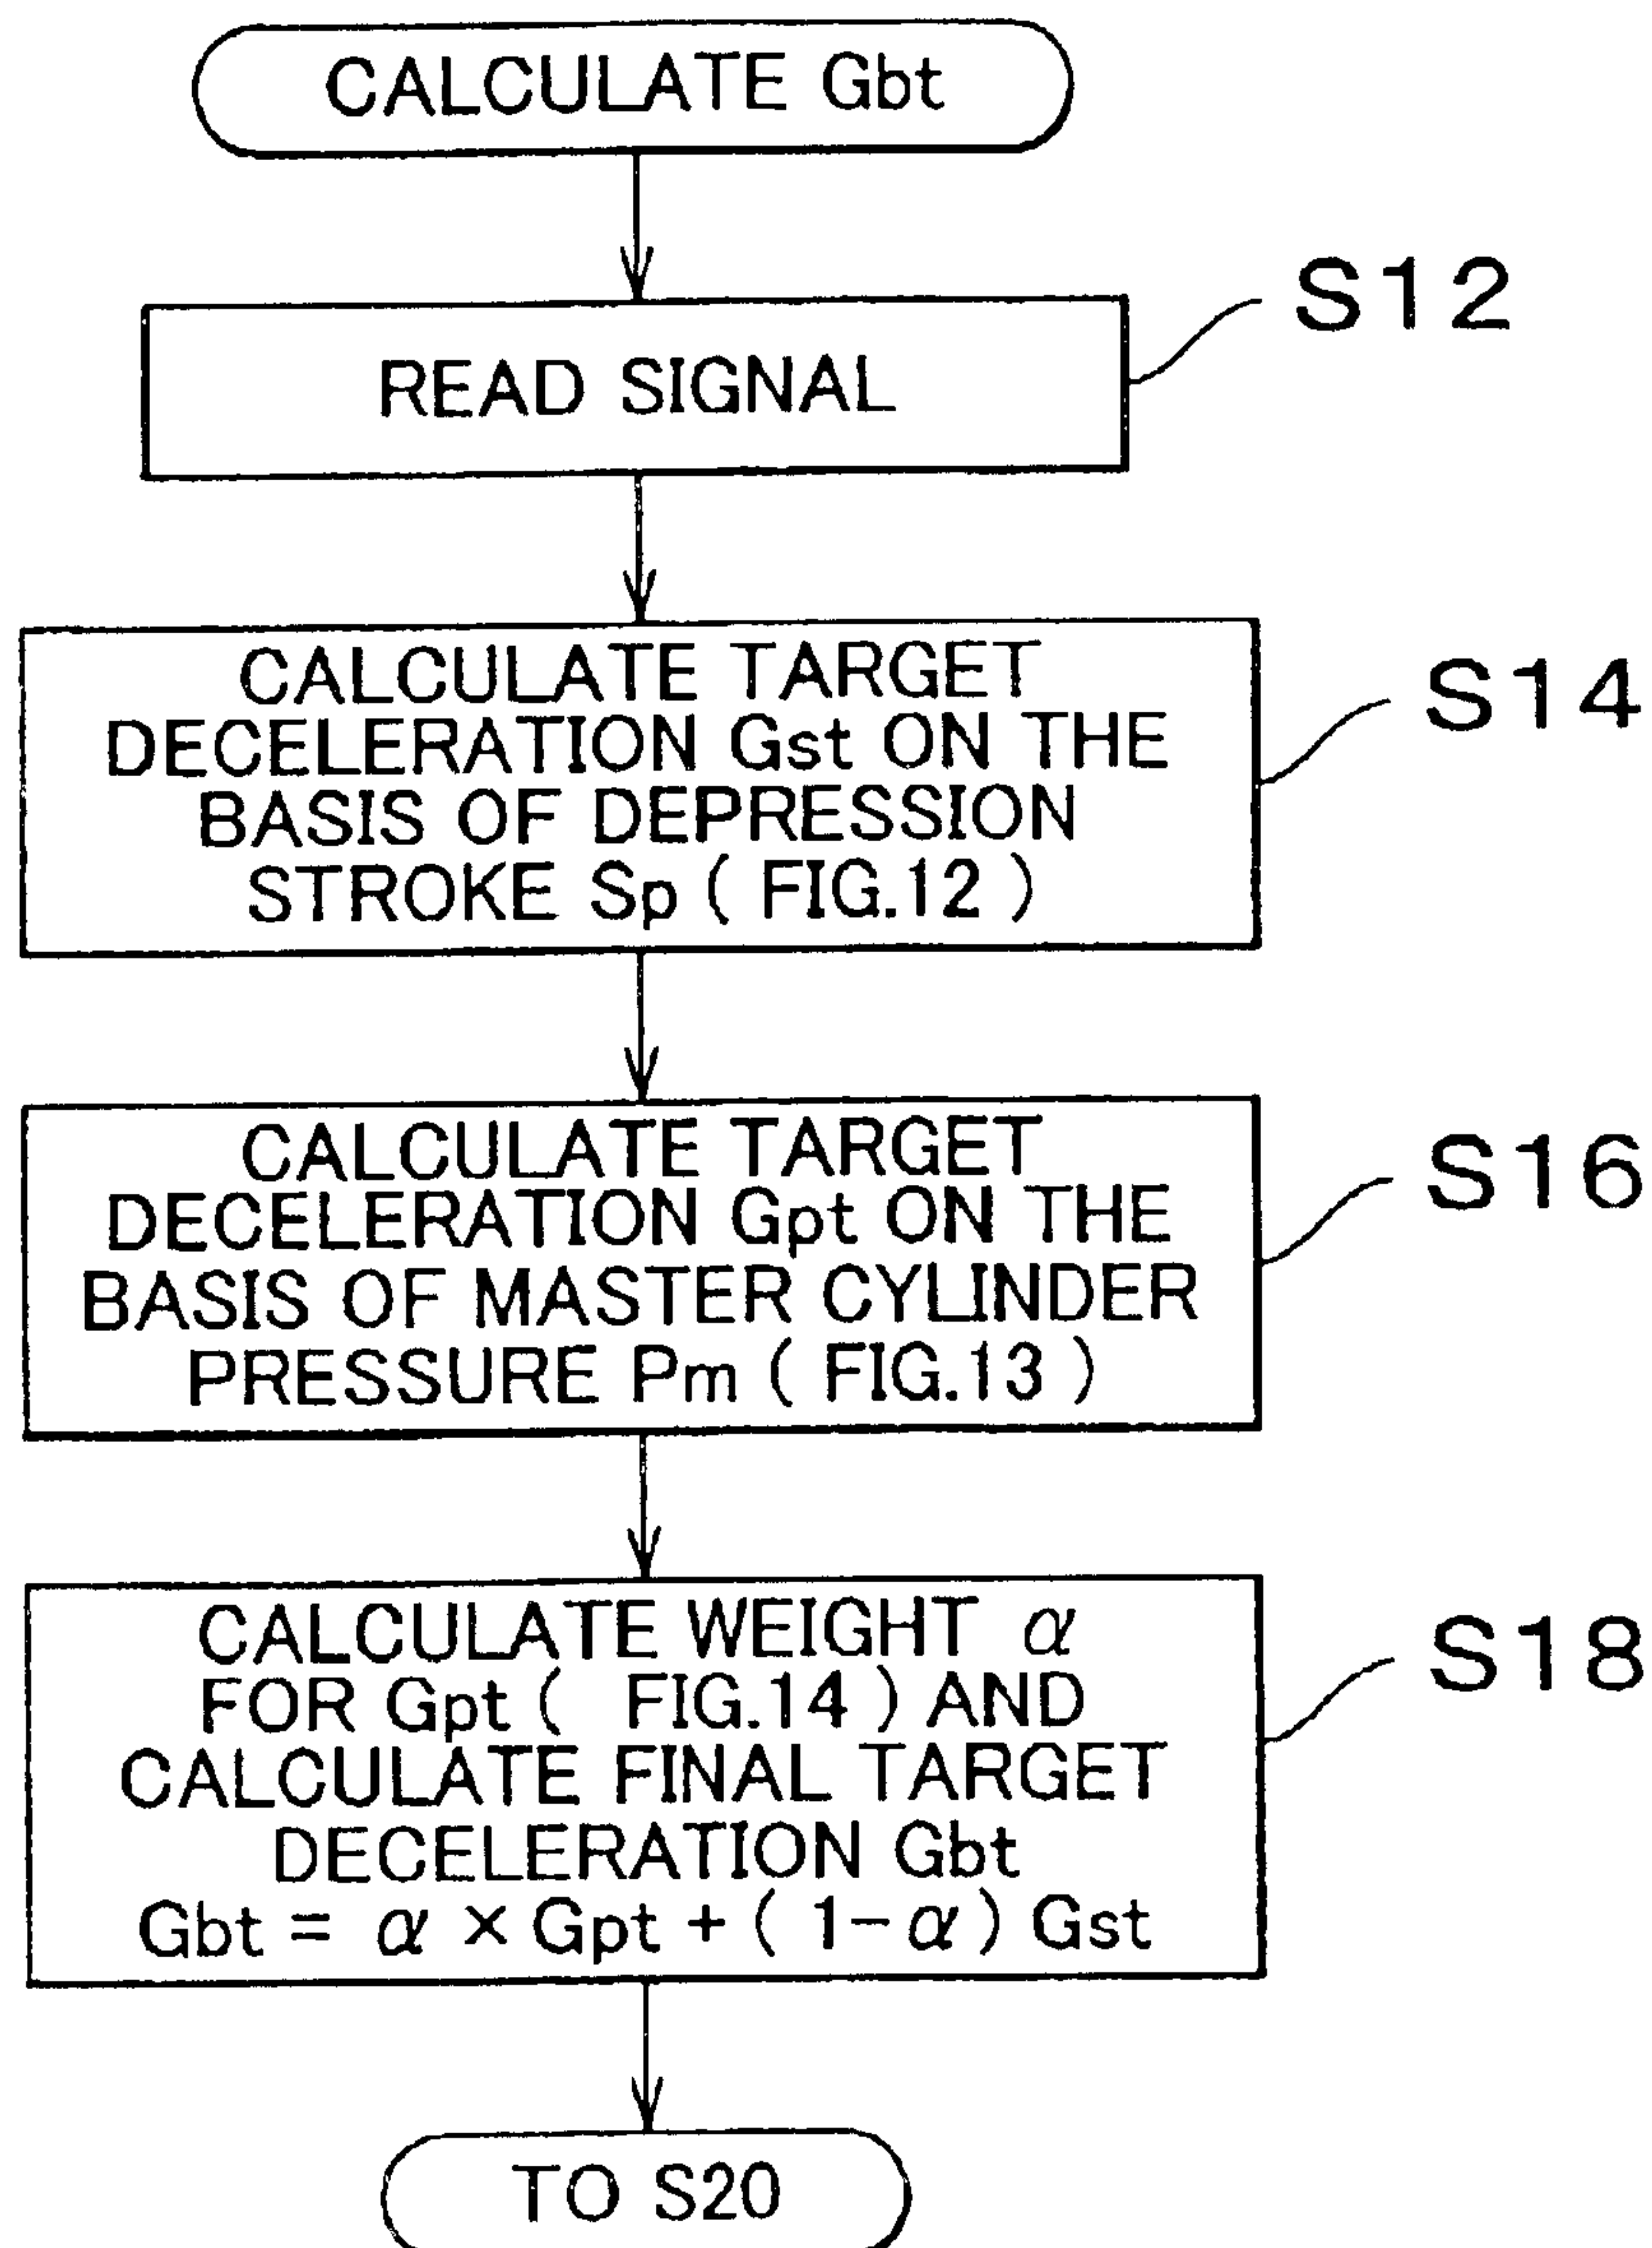 CALCULATE Gbt
READ SIGNAL
S12
CALCULATE TARGET
DECELERATION Gst ON THE
BASIS OF DEPRESSION
STROKE Sp ( FIG.12 )
S14
CALCULATE TARGET
DECELERATION Gpt ON THE
BASIS OF MASTER CYLINDER
PRESSURE Pm ( FIG.13 )
S16
CALCULATE WEIGHT α
FOR Gpt ( FIG.14 ) AND
CALCULATE FINAL TARGET
DECELERATION Gbt
Gbt = α × Gpt + ( 1-α ) Gst
S18
TO S20